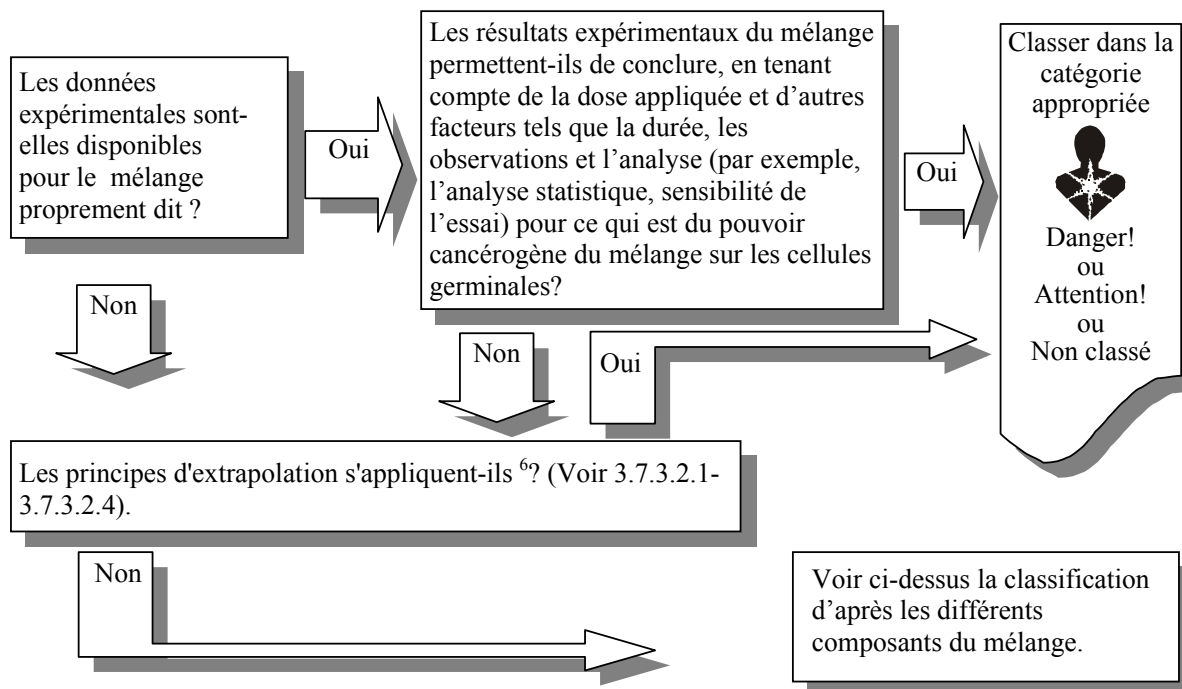 Les données
expérimentales sont-
elles disponibles
pour le mélange
proprement dit ?
Oui
Les résultats expérimentaux du mélange
permettent-ils de conclure, en tenant
compte de la dose appliquée et d’autres
facteurs tels que la durée, les
observations et l’analyse (par exemple,
l’analyse statistique, sensibilité de
l’essai) pour ce qui est du pouvoir
cancérogène du mélange sur les cellules
germinales?
Oui
Classer dans la
catégorie
appropriée
Danger!
ou
Attention!
ou
Non classé
Non
Non
Oui
Les principes d'extrapolation s'appliquent-ils ⁶? (Voir 3.7.3.2.1-
3.7.3.2.4).
Non
Voir ci-dessus la classification
d’après les différents
composants du mélange.